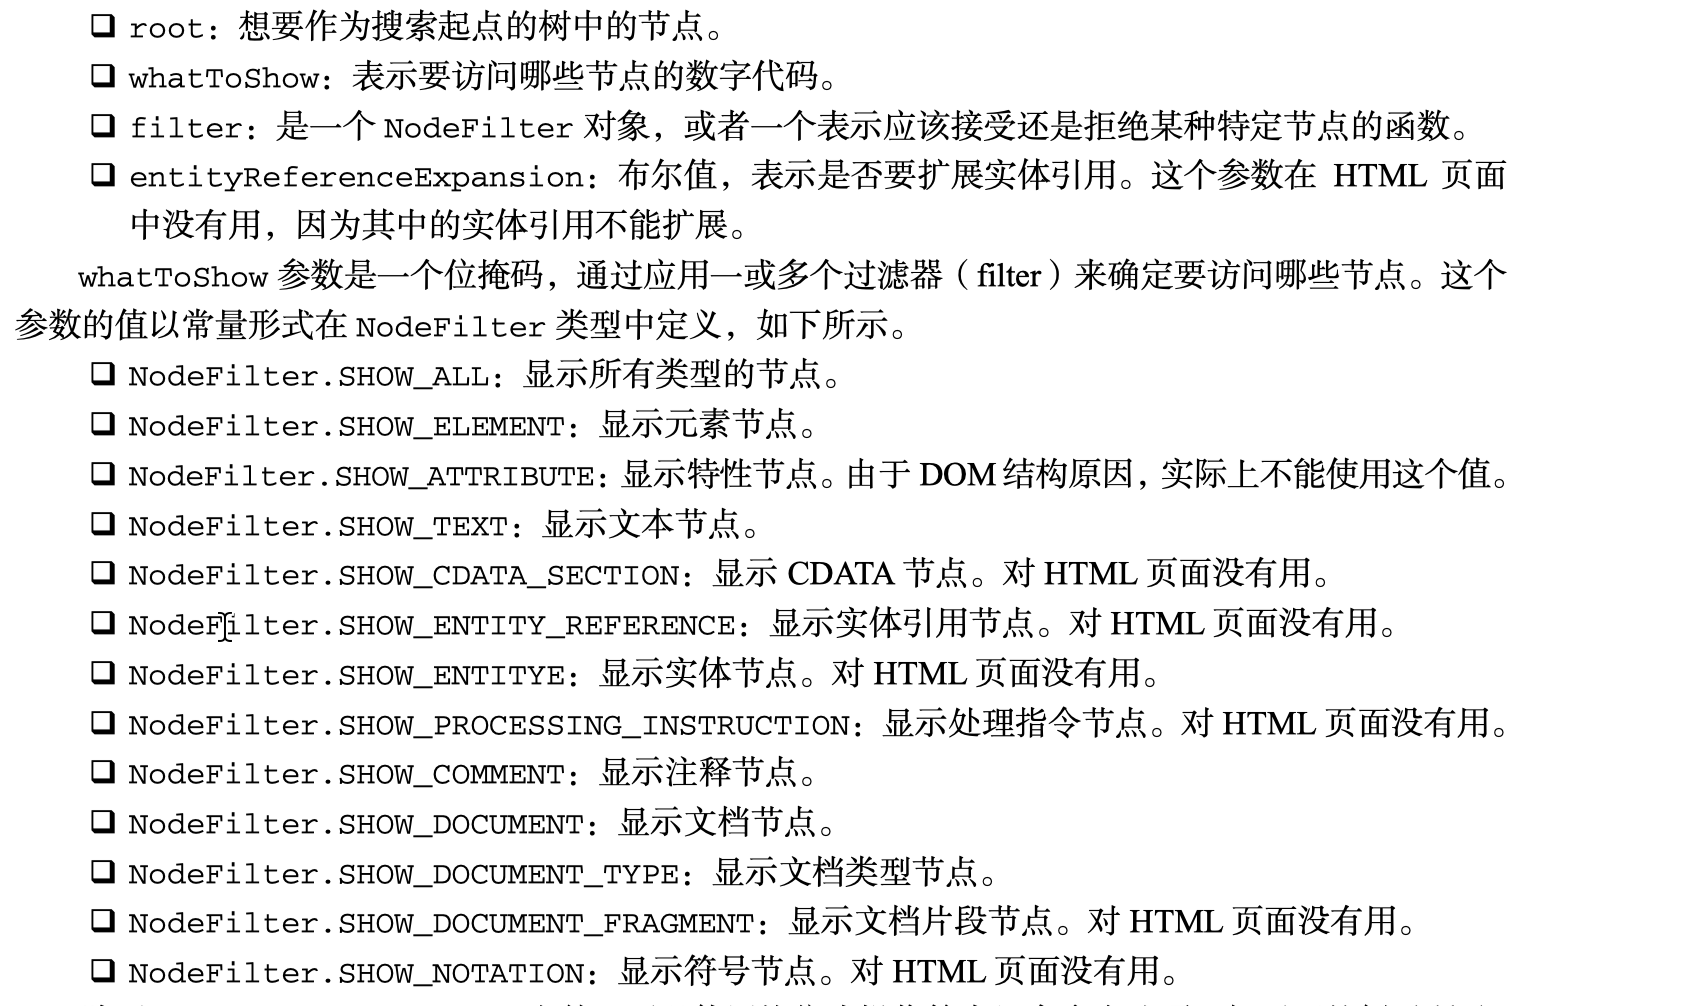 ❑ root：想要作为搜索起点的树中的节点。
❑ whatToShow：表示要访问哪些节点的数字代码。
❑ filter：是一个 NodeFilter 对象，或者一个表示应该接受还是拒绝某种特定节点的函数。
❑ entityReferenceExpansion：布尔值，表示是否要扩展实体引用。这个参数在 HTML 页面
中没有用，因为其中的实体引用不能扩展。
whatToShow 参数是一个位掩码，通过应用一或多个过滤器（filter）来确定要访问哪些节点。这个
参数的值以常量形式在 NodeFilter 类型中定义，如下所示。
❑ NodeFilter.SHOW_ALL：显示所有类型的节点。
❑ NodeFilter.SHOW_ELEMENT：显示元素节点。
❑ NodeFilter.SHOW_ATTRIBUTE：显示特性节点。由于 DOM 结构原因，实际上不能使用这个值。
❑ NodeFilter.SHOW_TEXT：显示文本节点。
❑ NodeFilter.SHOW_CDATA_SECTION：显示 CDATA 节点。对 HTML 页面没有用。
❑ NodeFilter.SHOW_ENTITY_REFERENCE：显示实体引用节点。对 HTML 页面没有用。
❑ NodeFilter.SHOW_ENTITYE：显示实体节点。对 HTML 页面没有用。
❑ NodeFilter.SHOW_PROCESSING_INSTRUCTION：显示处理指令节点。对 HTML 页面没有用。
❑ NodeFilter.SHOW_COMMENT：显示注释节点。
❑ NodeFilter.SHOW_DOCUMENT：显示文档节点。
❑ NodeFilter.SHOW_DOCUMENT_TYPE：显示文档类型节点。
❑ NodeFilter.SHOW_DOCUMENT_FRAGMENT：显示文档片段节点。对 HTML 页面没有用。
❑ NodeFilter.SHOW_NOTATION：显示符号节点。对 HTML 页面没有用。